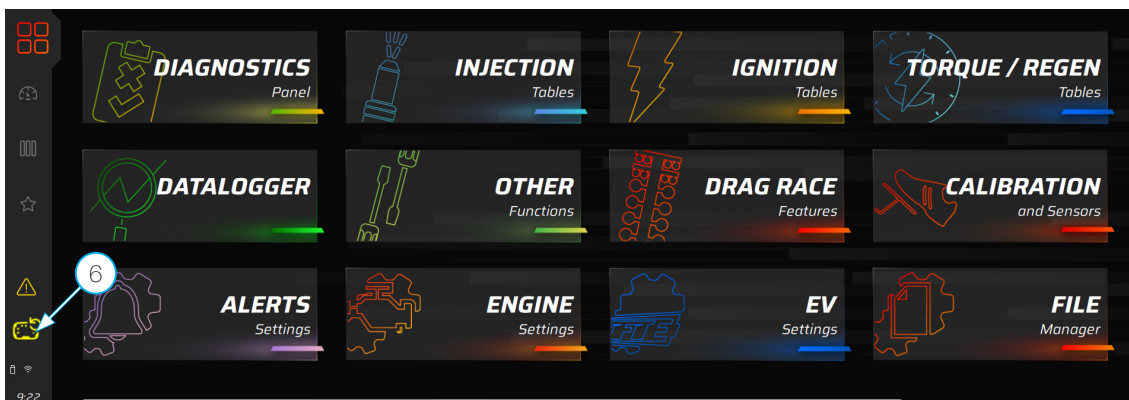 DIAGNOSTICS
Panel
INJECTION
Tables
IGNITION
Tables
TORQUE / REGEN
Tables
DATALOGGER
OTHER
Functions
DRAG RACE
Features
CALIBRATION
and Sensors
6
ALERTS
Settings
ENGINE
Settings
EV
Settings
FILE
Manager
FTE
9:22